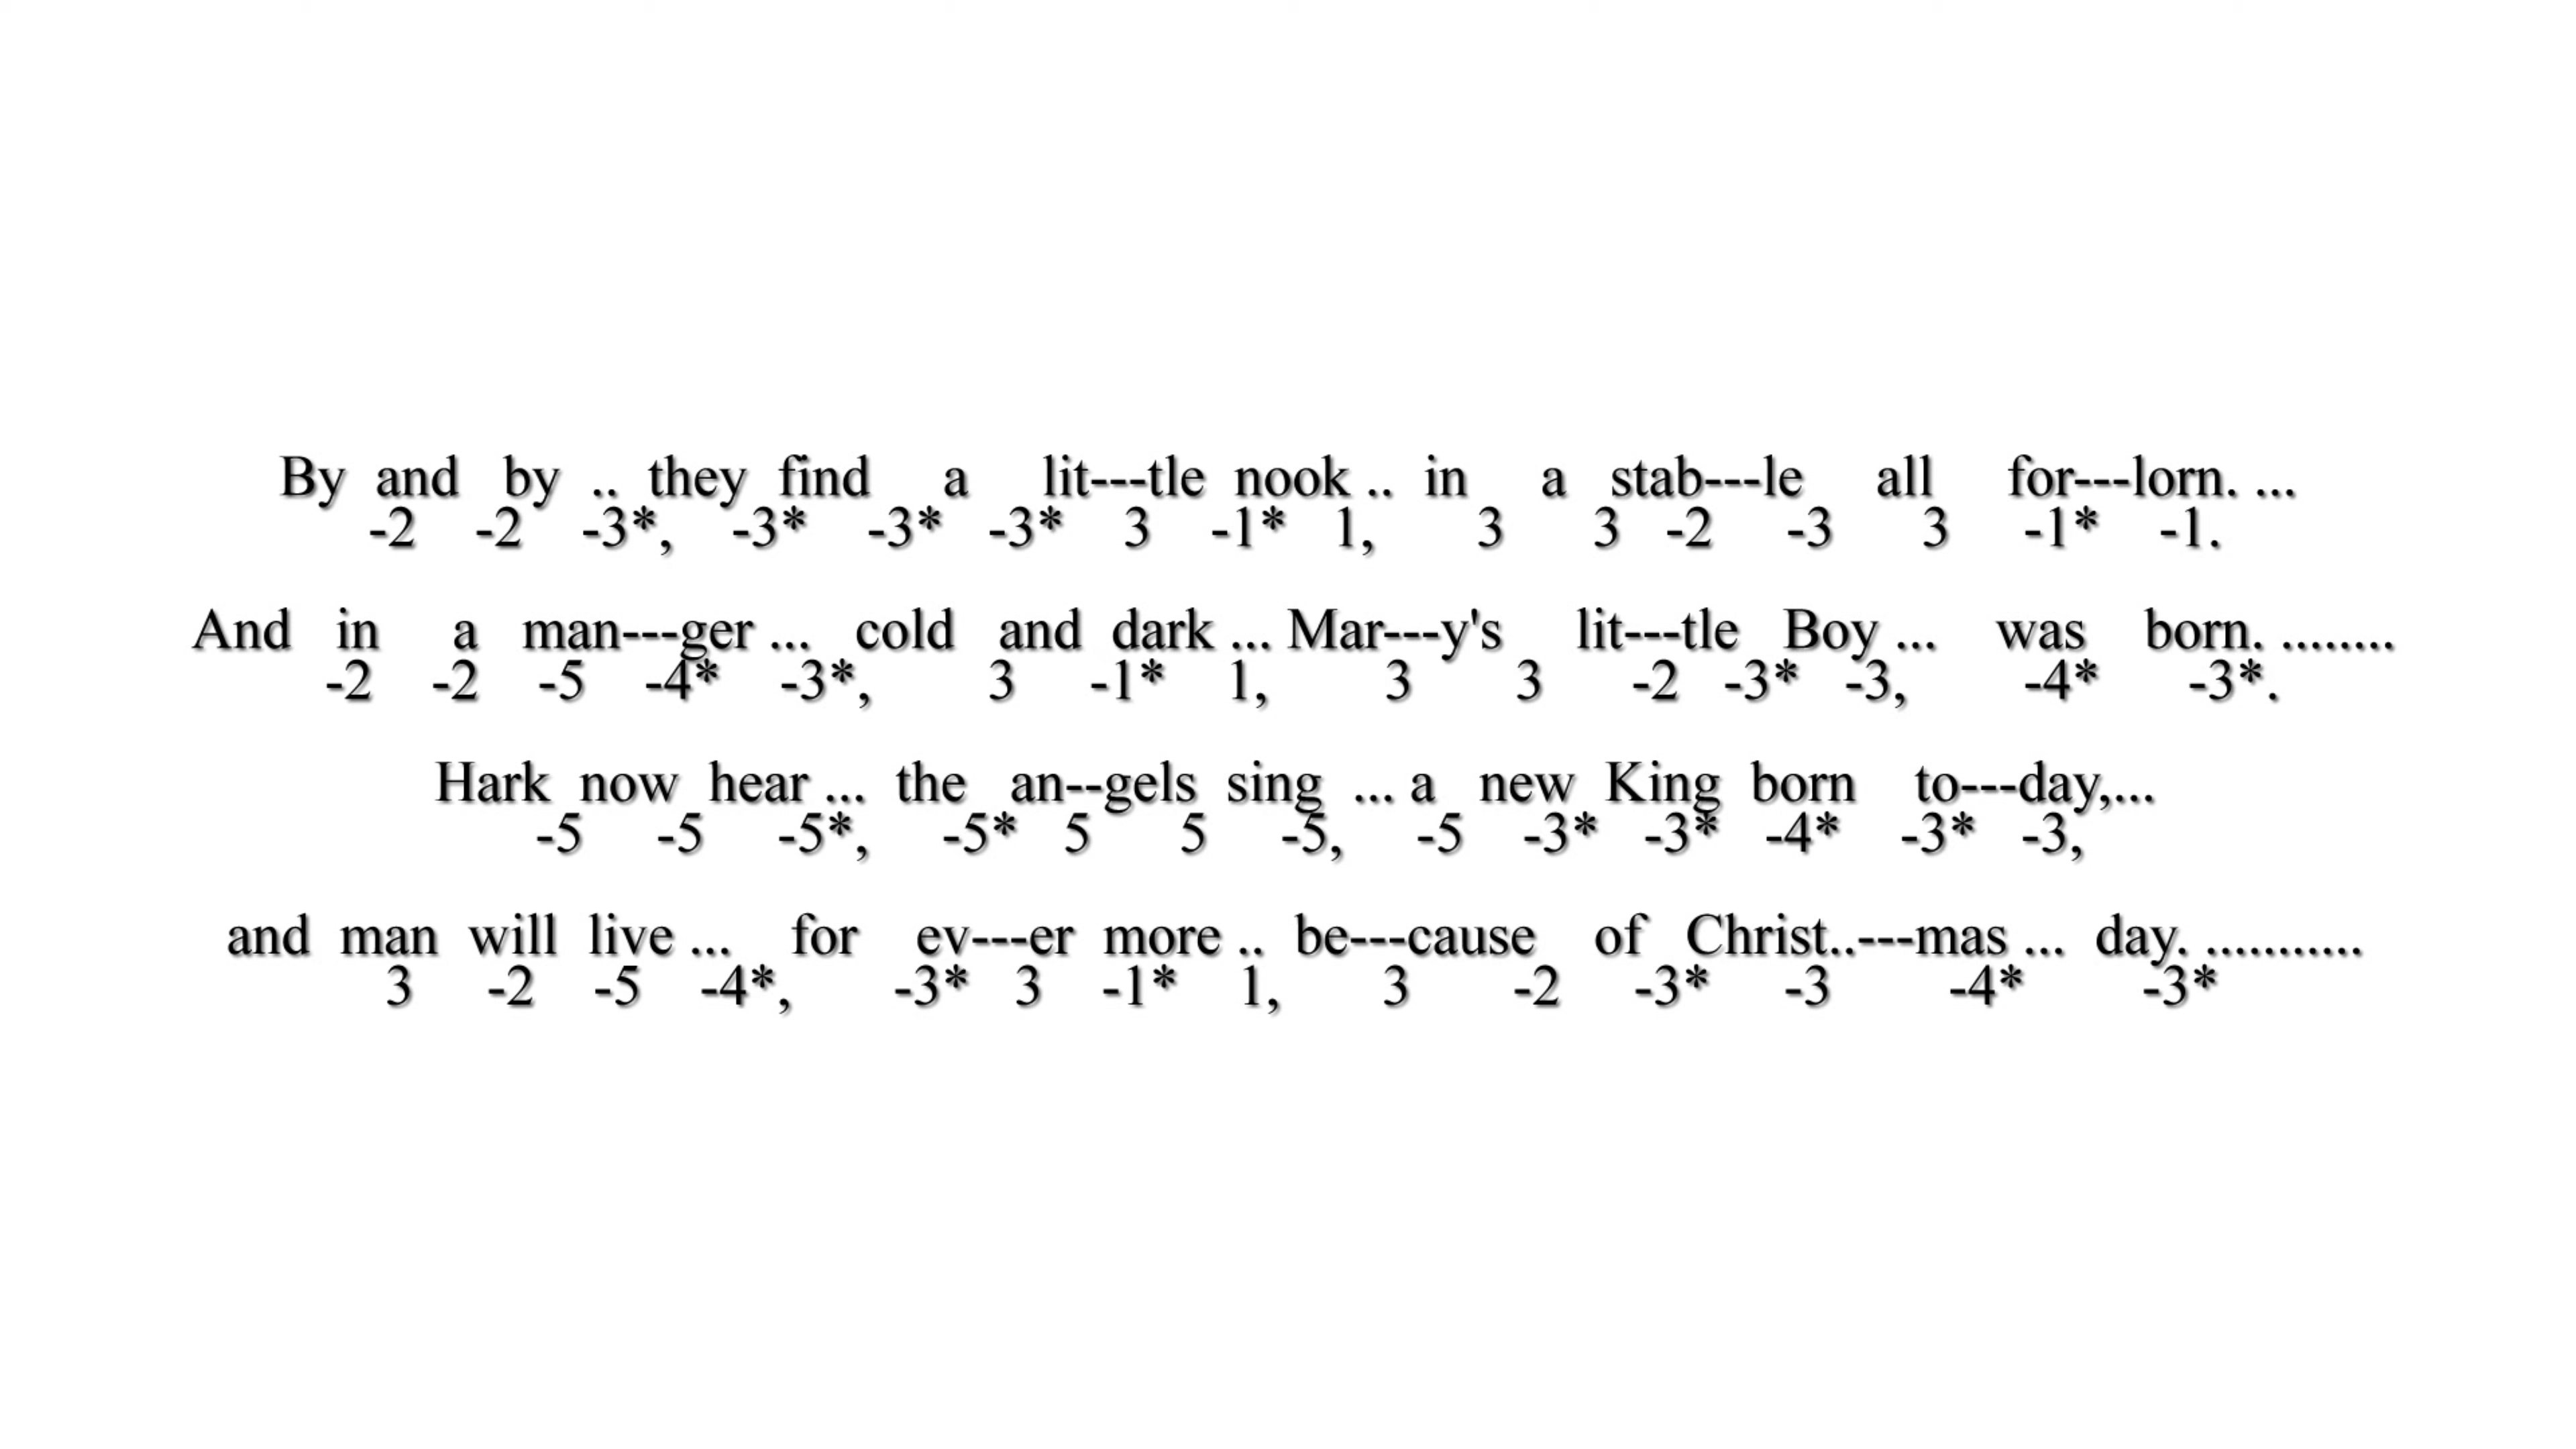 By and by .. they find a lit---tle nook .. in a stab---le all for---lorn. ...
-2 -2 -3*, -3* -3* -3* 3 -1* 1, 3 3 -2 -3 3 -1* -1.
And in a man---ger ... cold and dark ... Mar---y's lit---tle Boy ... was born. ........
-2 -2 -5 -4* -3*, 3 -1* 1, 3 3 -2 -3* -3, -4* -3*.
Hark now hear ... the an--gels sing ... a new King born to---day,...
-5 -5 -5*, -5* 5 5 -5, -5 -3* -3* -4* -3* -3,
and man will live ... for ev---er more .. be---cause of Christ..---mas ... day. ...........
3 -2 -5 -4*, -3* 3 -1* 1, 3 -2 -3* -3 -4* -3*